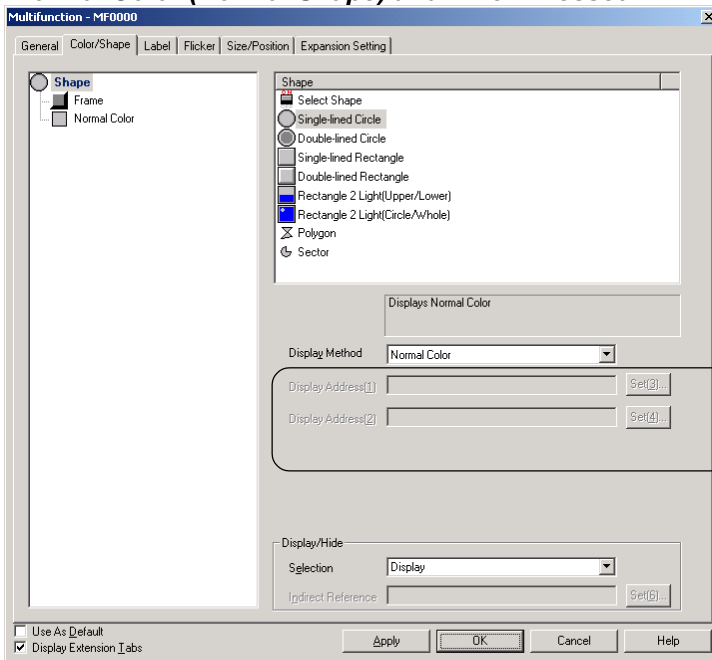 Multifunction - MF0000
General Color/Shape Label Flicker Size/Position Expansion Setting
Shape
Frame
Normal Color
Shape
Select Shape
Single-lined Circle
Double-lined Circle
Single-lined Rectangle
Double-lined Rectangle
Rectangle 2 Light(Upper/Lower)
Rectangle 2 Light(Circle/Whole)
Polygon
Sector
Displays Normal Color
Display Method Normal Color
Display Address[1] Set[3]...
Display Address[2] Set[4]...
Display/Hide
Selection Display
Indirect Reference Set[6]...
Use As Default
Display Extension Tabs
Apply OK Cancel Help